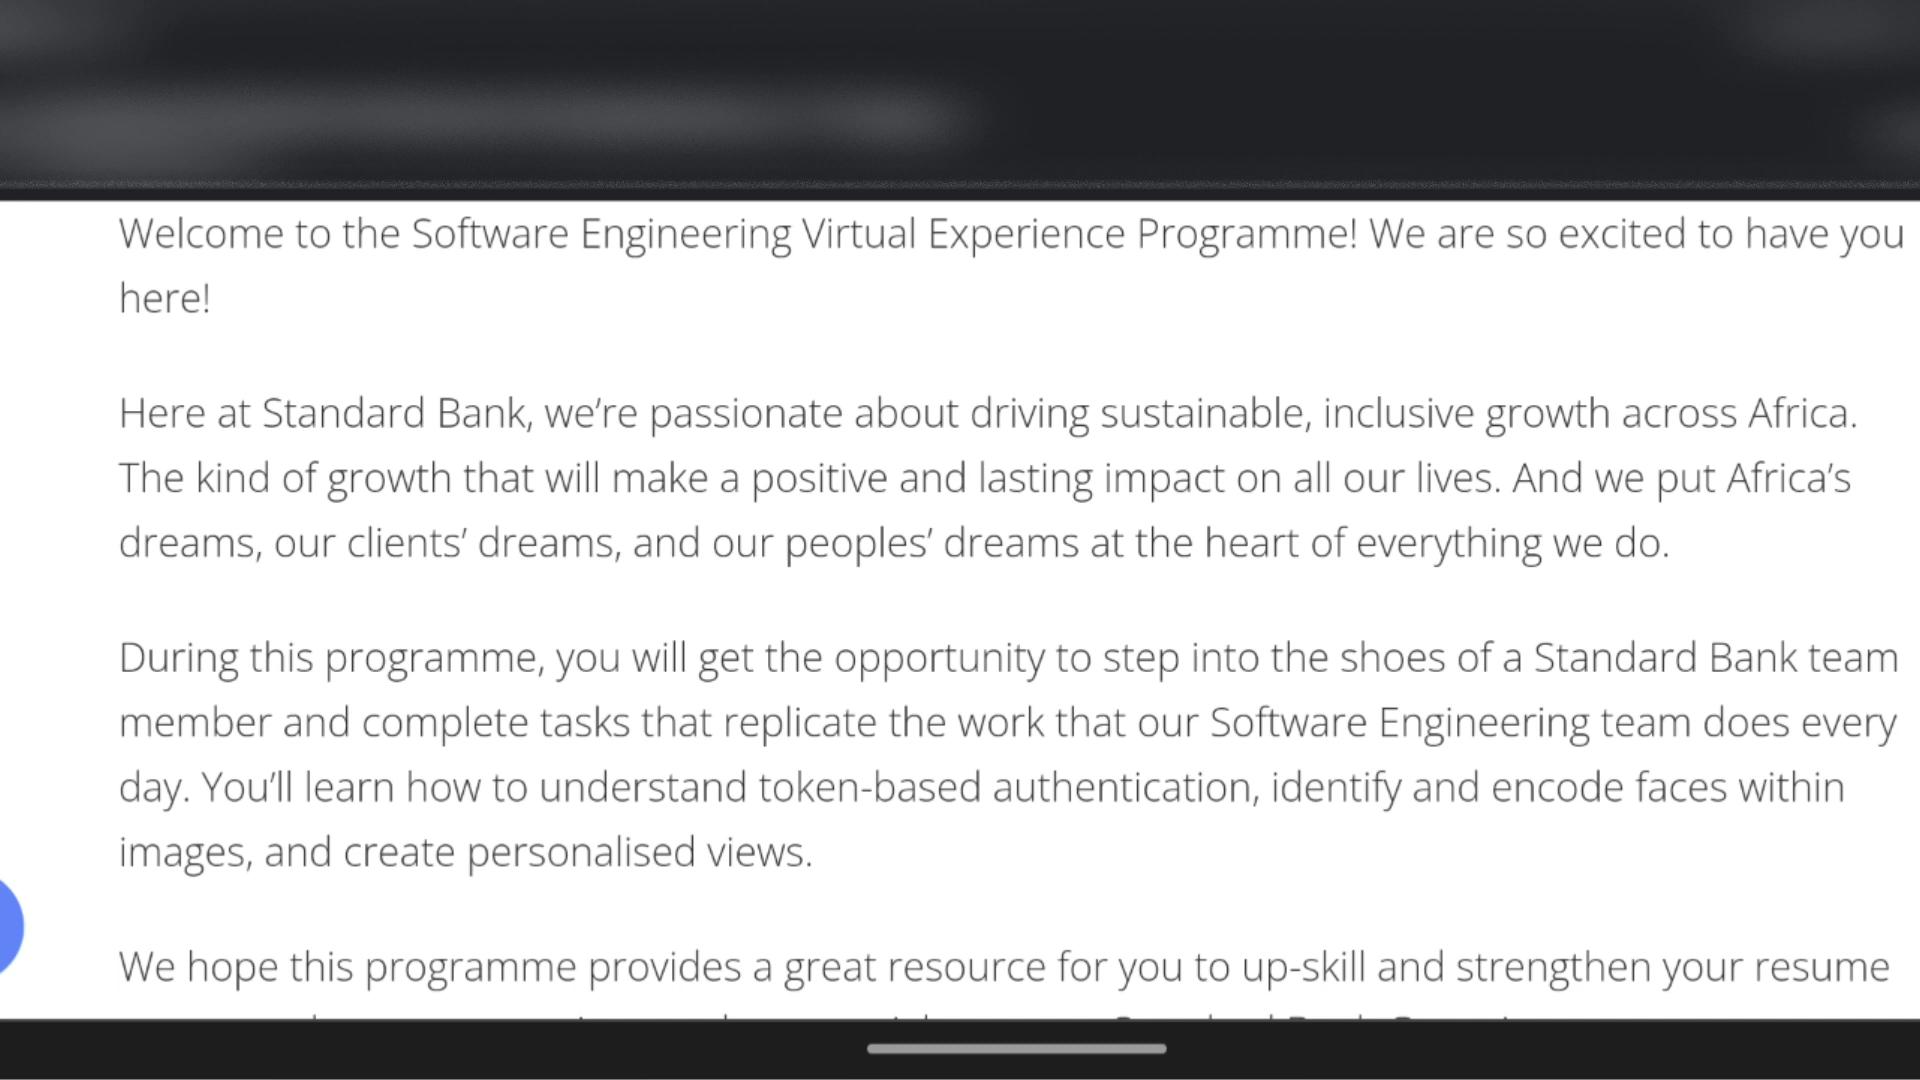 Welcome to the Software Engineering Virtual Experience Programme! We are so excited to have you
here!
Here at Standard Bank, we’re passionate about driving sustainable, inclusive growth across Africa.
The kind of growth that will make a positive and lasting impact on all our lives. And we put Africa’s
dreams, our clients’ dreams, and our peoples’ dreams at the heart of everything we do.
During this programme, you will get the opportunity to step into the shoes of a Standard Bank team
member and complete tasks that replicate the work that our Software Engineering team does every
day. You’ll learn how to understand token-based authentication, identify and encode faces within
images, and create personalised views.
We hope this programme provides a great resource for you to up-skill and strengthen your resume